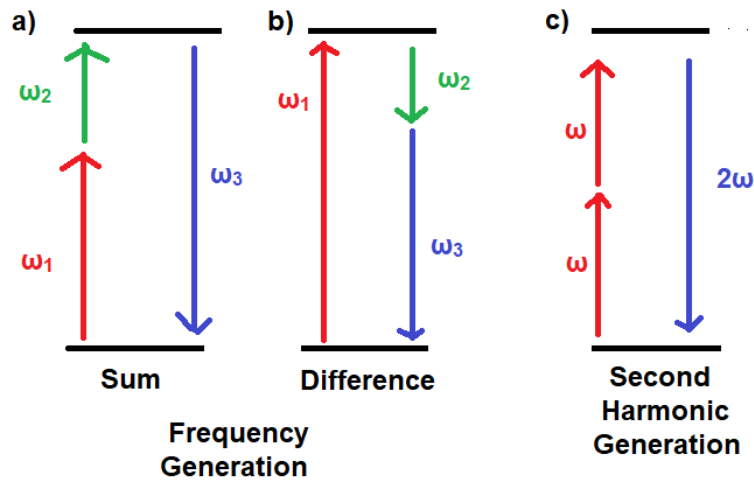 a)
ω₂
ω₁
ω₃
Sum
b)
ω₁
ω₂
ω₃
Difference
Frequency
Generation
c)
ω
ω
2ω
Second
Harmonic
Generation